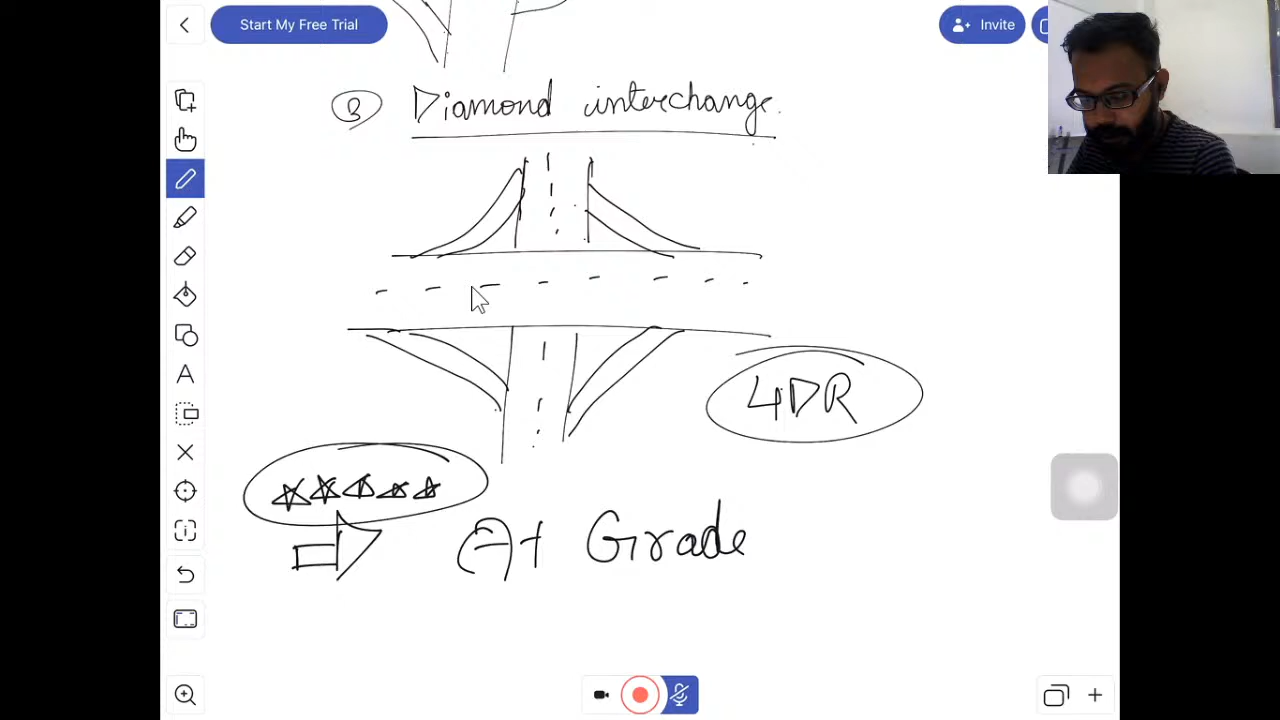 Start My Free Trial
Invite
3 Diamond interchange.
4DR
At Grade